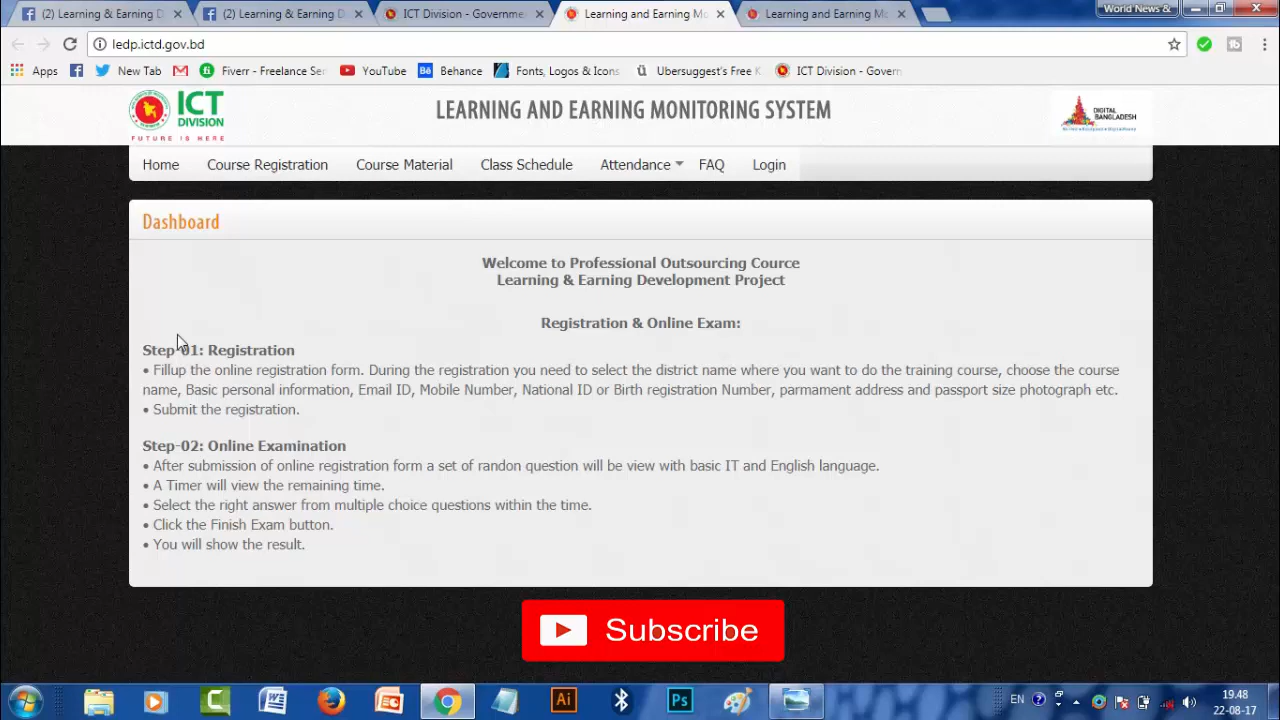 (2) Learning & Earning D
(2) Learning & Earning D
ICT Division - Governme
Learning and Earning Mo
Learning and Earning Mo
World News &
ledp.ictd.gov.bd
Apps
New Tab
Fiverr - Freelance Ser
YouTube
Behance
Fonts, Logos & Icons
Ubersuggest's Free K
ICT Division - Govern
ICT
DIVISION
FUTURE IS HERE
LEARNING AND EARNING MONITORING SYSTEM
DIGITAL
BANGLADESH
Home
Course Registration
Course Material
Class Schedule
Attendance
FAQ
Login
Dashboard
Welcome to Professional Outsourcing Cource
Learning & Earning Development Project
Registration & Online Exam:
Step-01: Registration
• Fillup the online registration form. During the registration you need to select the district name where you want to do the training course, choose the course
name, Basic personal information, Email ID, Mobile Number, National ID or Birth registration Number, parmament address and passport size photograph etc.
• Submit the registration.
Step-02: Online Examination
• After submission of online registration form a set of randon question will be view with basic IT and English language.
• A Timer will view the remaining time.
• Select the right answer from multiple choice questions within the time.
• Click the Finish Exam button.
• You will show the result.
Subscribe
Ai
Ps
EN
19.48
22-08-17